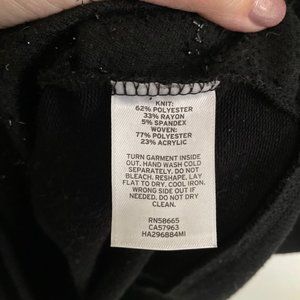 KNIT:
62% POLYESTER
33% RAYON
5% SPANDEX
WOVEN:
77% POLYESTER
23% ACRYLIC
TURN GARMENT INSIDE
OUT. HAND WASH COLD
SEPARATELY. DO NOT
BLEACH. RESHAPE. LAY
FLAT TO DRY. COOL IRON.
WRONG SIDE OUT IF
NEEDED. DO NOT DRY
CLEAN.
RN58665
CA57963
HA296884MI